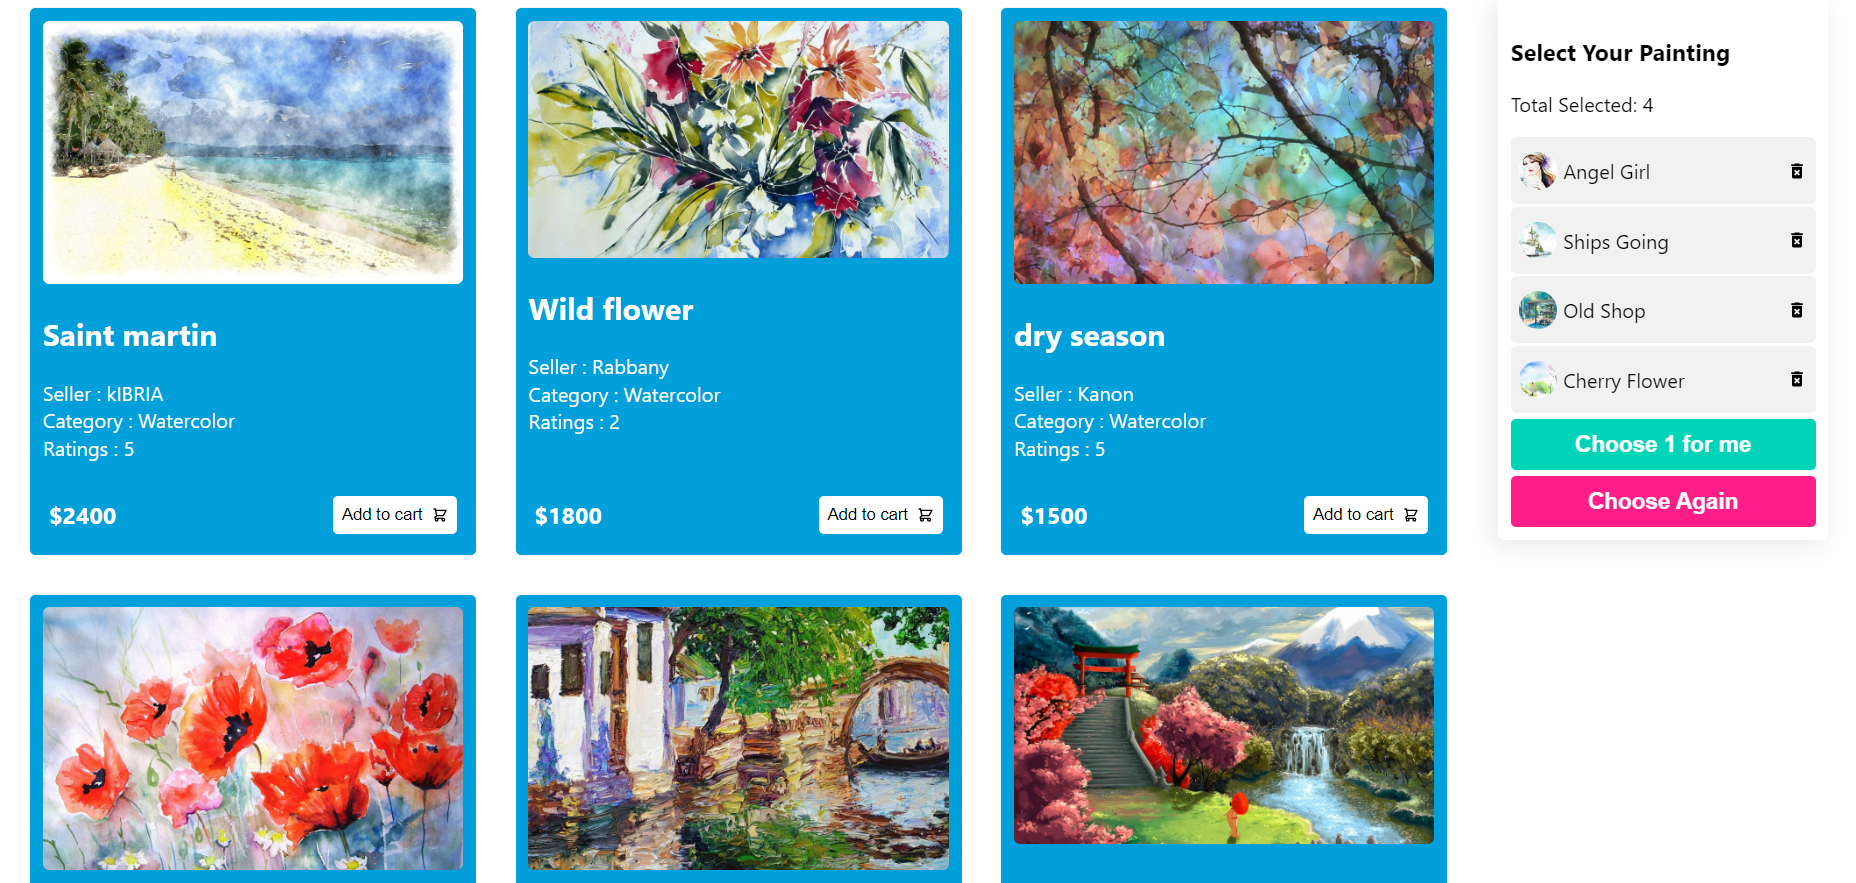 Saint martin
Seller : kIBRIA
Category : Watercolor
Ratings : 5
$2400
Add to cart
Wild flower
Seller : Rabbany
Category : Watercolor
Ratings : 2
$1800
Add to cart
dry season
Seller : Kanon
Category : Watercolor
Ratings : 5
$1500
Add to cart
Select Your Painting
Total Selected: 4
Angel Girl
Ships Going
Old Shop
Cherry Flower
Choose 1 for me
Choose Again